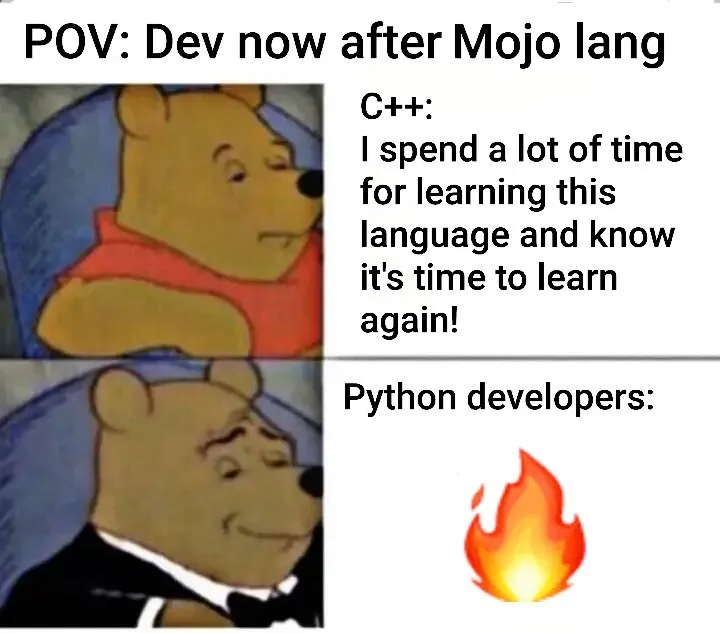 POV: Dev now after Mojo lang
C++:
I spend a lot of time
for learning this
language and know
it's time to learn
again!
Python developers: